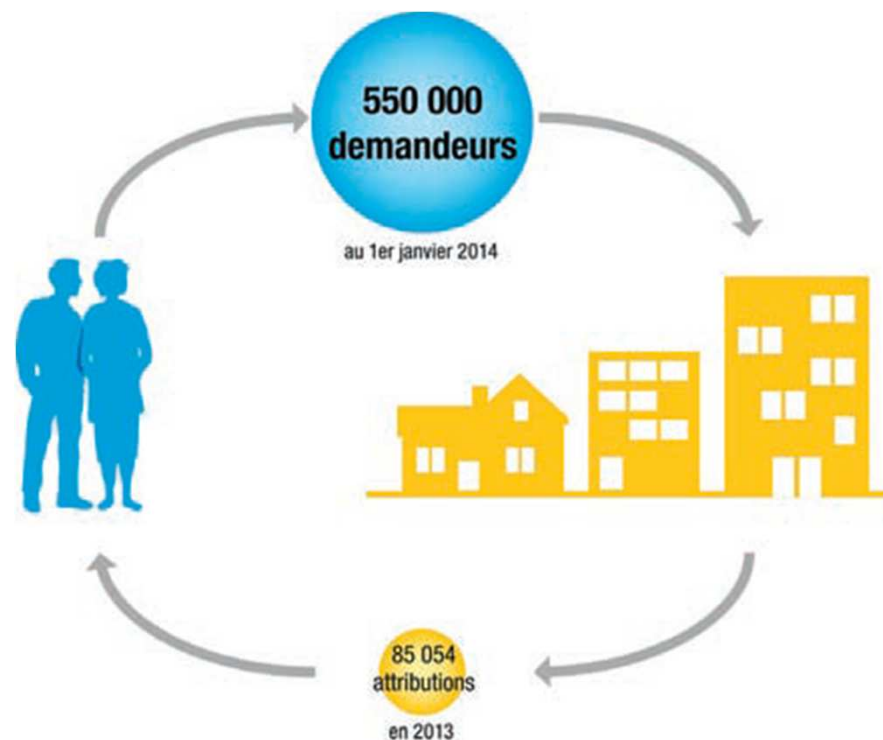 550 000
demandeurs
au 1er janvier 2014
85 054
attributions
en 2013